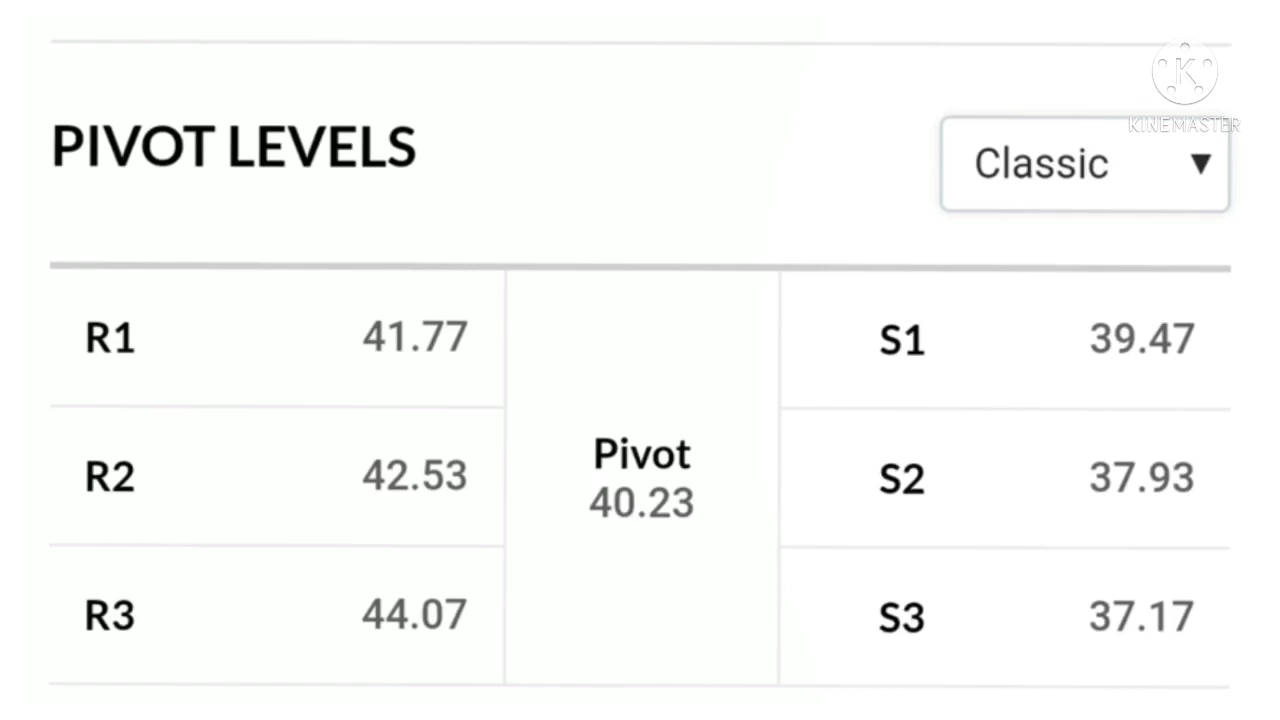 K
KINEMASTER
PIVOT LEVELS
Classic ▼
R1 41.77
S1 39.47
R2 42.53
Pivot
40.23
S2 37.93
R3 44.07
S3 37.17